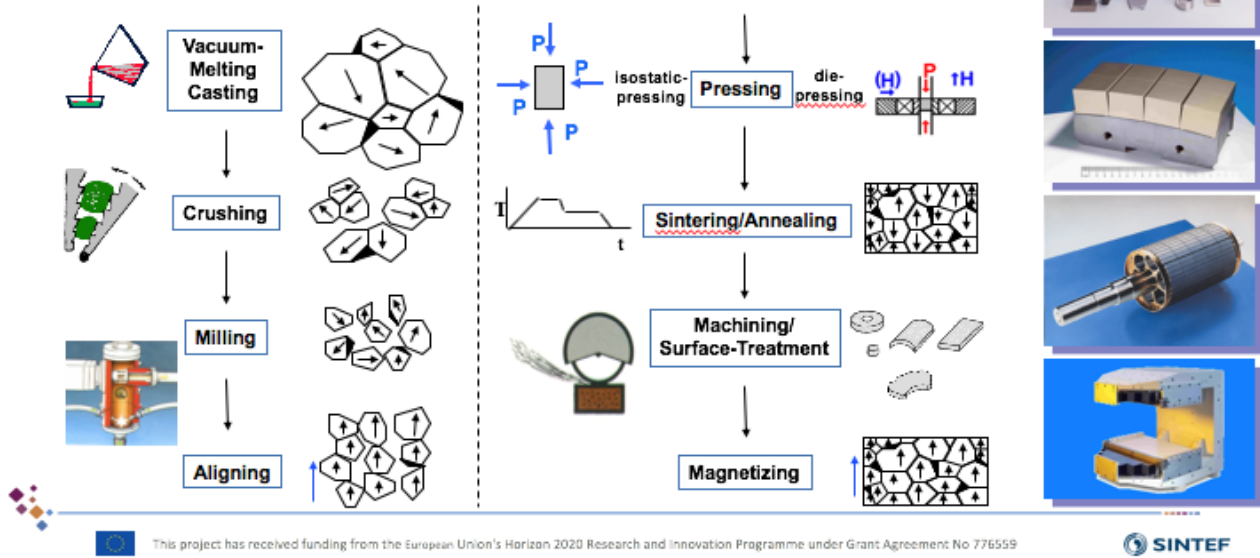 Vacuum-
Melting
Casting
Crushing
Milling
Aligning
P
P
P
P
isostatic-
pressing
Pressing
die-
pressing
(H)
P
↑H
T
t
Sintering/Annealing
Machining/
Surface-Treatment
Magnetizing
This project has received funding from the European Union's Horizon 2020 Research and Innovation Programme under Grant Agreement No 776559
SINTEF